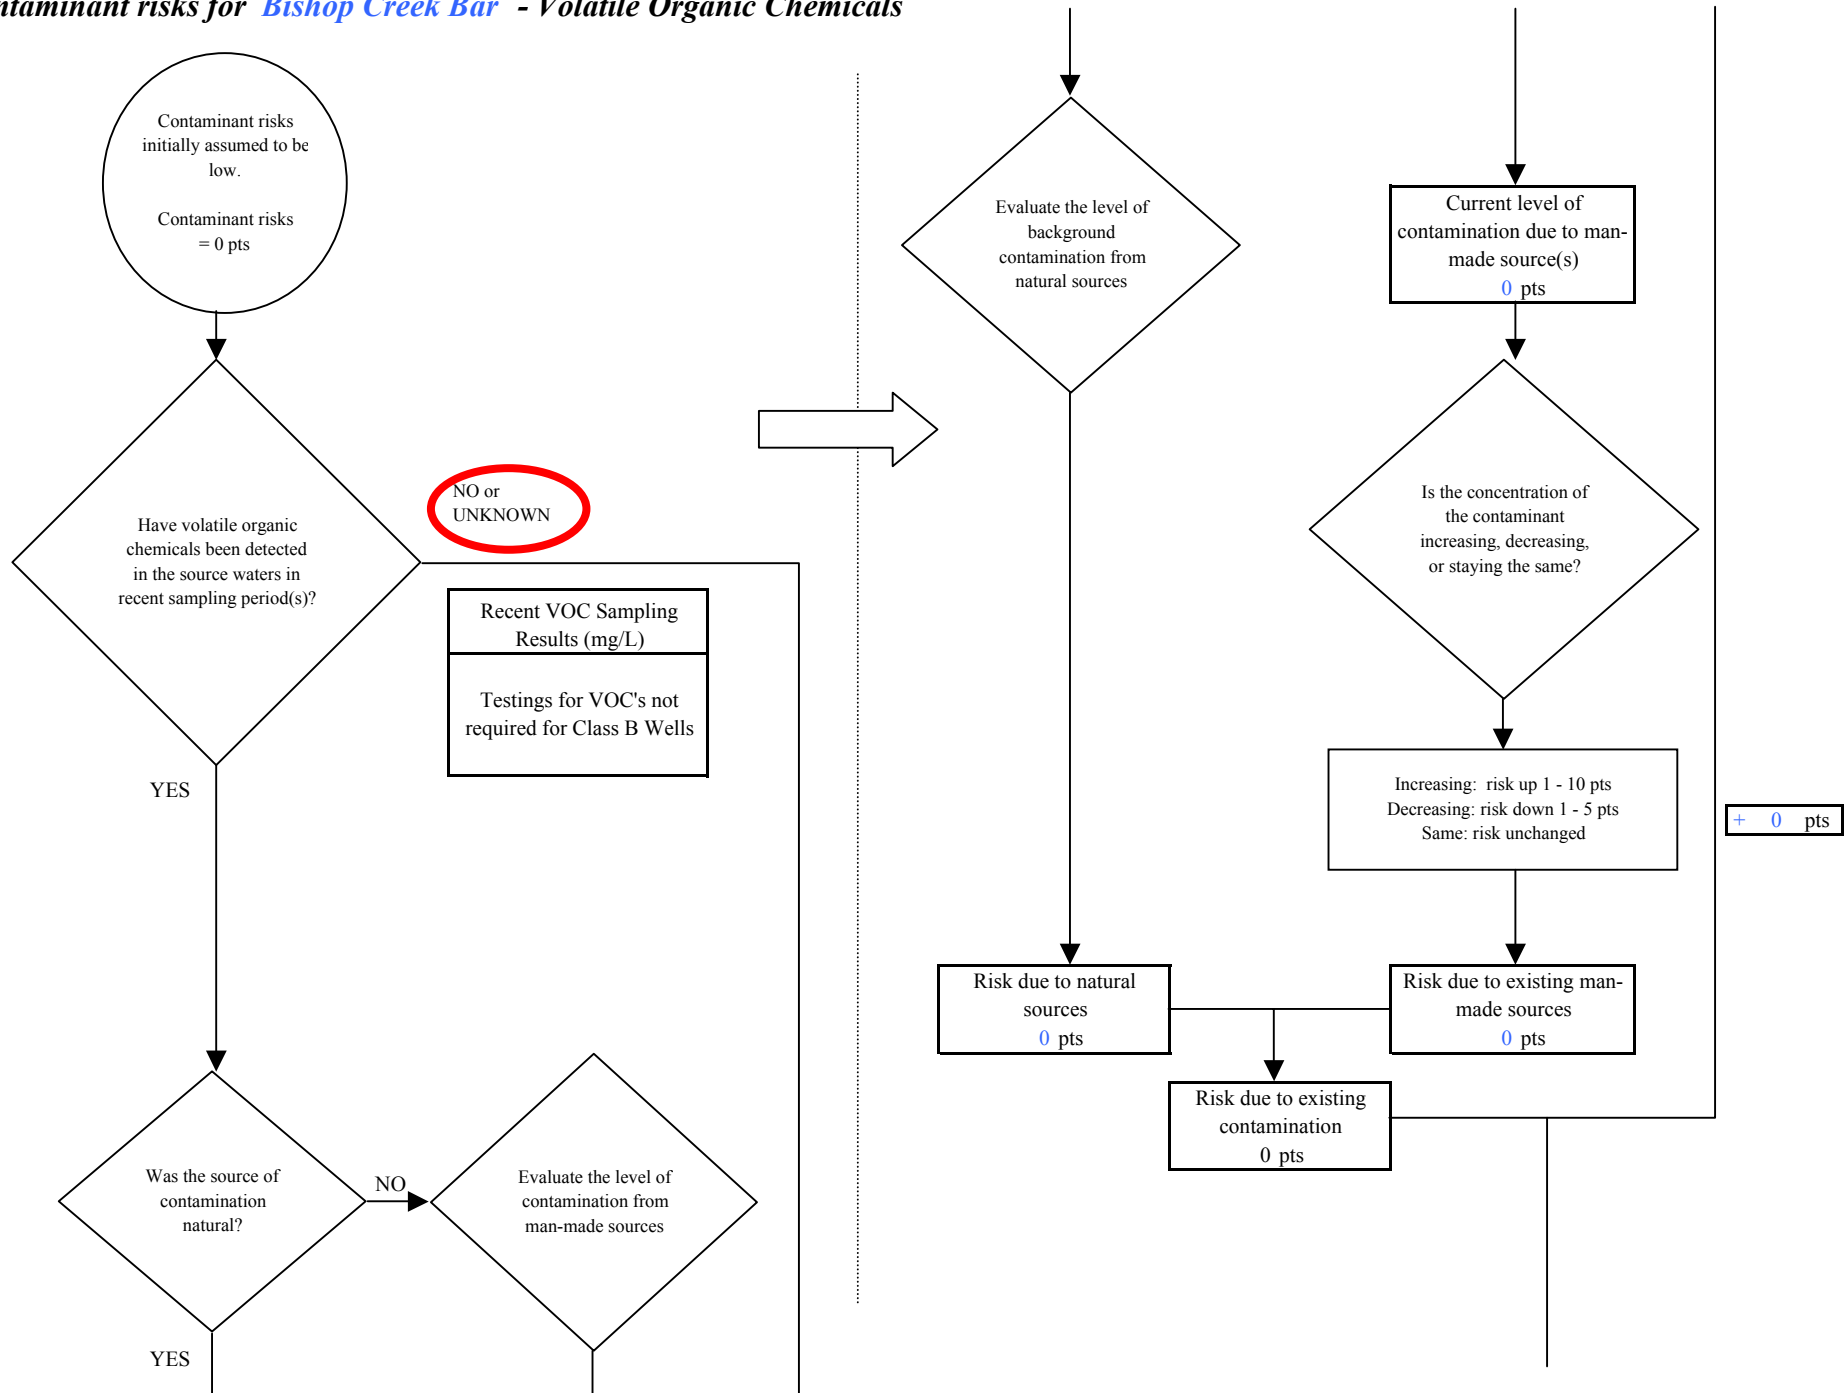 ntaminant risks for Bishop Creek Bar - Volatile Organic Chemicals
Contaminant risks
initially assumed to be
low.
Contaminant risks
= 0 pts
Have volatile organic
chemicals been detected
in the source waters in
recent sampling period(s)?
NO or
UNKNOWN
Recent VOC Sampling
Results (mg/L)
Testings for VOC's not
required for Class B Wells
YES
Was the source of
contamination
natural?
NO
Evaluate the level of
contamination from
man-made sources
YES
Evaluate the level of
background
contamination from
natural sources
Current level of
contamination due to man-
made source(s)
0 pts
Is the concentration of
the contaminant
increasing, decreasing,
or staying the same?
Increasing: risk up 1 - 10 pts
Decreasing: risk down 1 - 5 pts
Same: risk unchanged
+ 0 pts
Risk due to natural
sources
0 pts
Risk due to existing man-
made sources
0 pts
Risk due to existing
contamination
0 pts